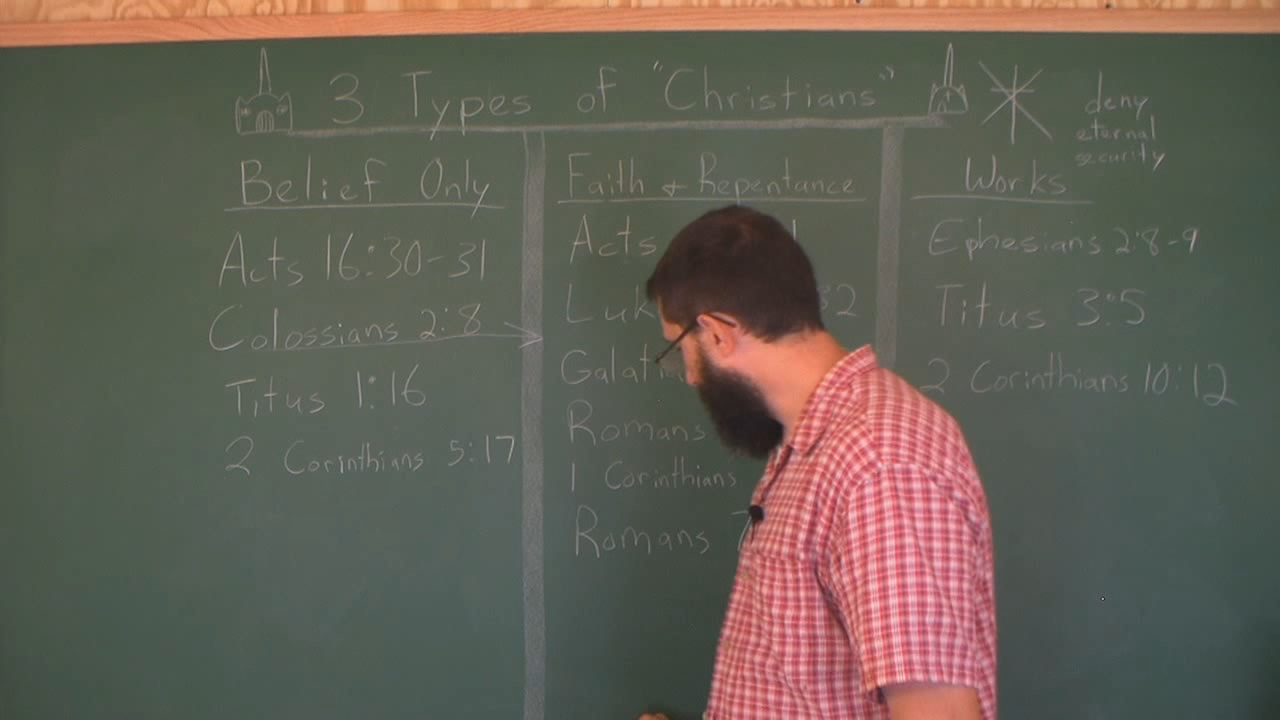 3 Types of "Christians"
deny
eternal
security
Belief Only
Acts 16:30-31
Colossians 2:8
Titus 1:16
2 Corinthians 5:17
Faith & Repentance
Acts
Romans
1 Corinthians
Romans 7
Works
Ephesians 2:8-9
Titus 3:5
2 Corinthians 10:12